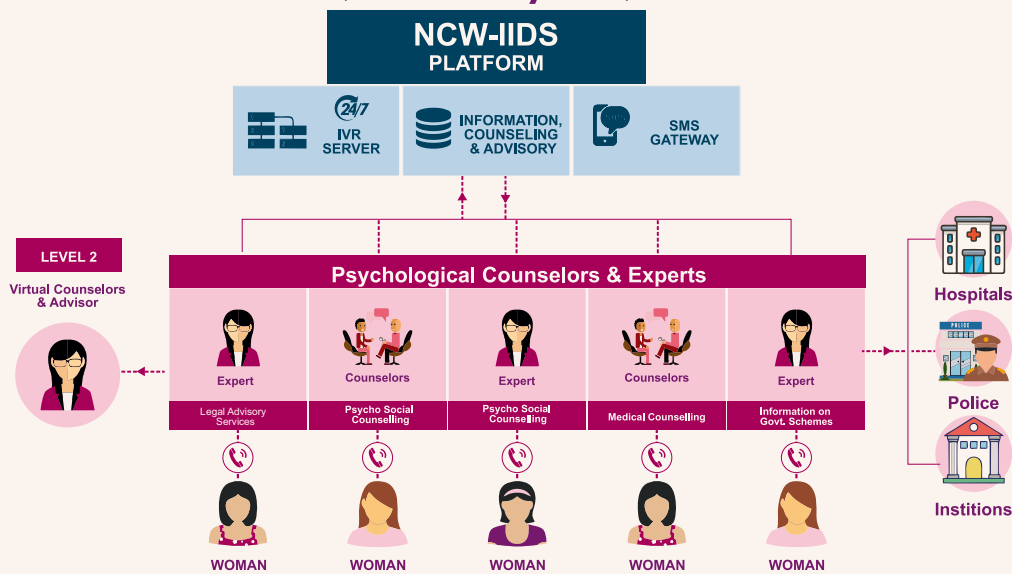 NCW-IIDS
PLATFORM
24/7
IVR
SERVER
INFORMATION,
COUNSELING
& ADVISORY
SMS
SMS
GATEWAY
LEVEL 2
Virtual Counselors
& Advisor
Psychological Counselors & Experts
Expert
Counselors
Expert
Counselors
Expert
Legal Advisory
Services
Psycho Social
Counselling
Psycho Social
Counselling
Medical Counselling
Information on
Govt. Schemes
WOMAN
WOMAN
WOMAN
WOMAN
WOMAN
Hospitals
POLICE
Police
Institions